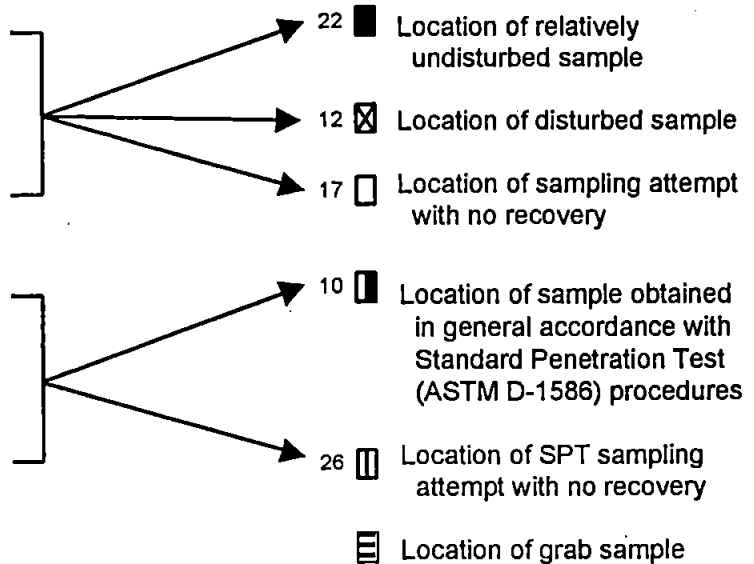 22 Location of relatively
undisturbed sample
12 Location of disturbed sample
17 Location of sampling attempt
with no recovery
10 Location of sample obtained
in general accordance with
Standard Penetration Test
(ASTM D-1586) procedures
26 Location of SPT sampling
attempt with no recovery
Location of grab sample